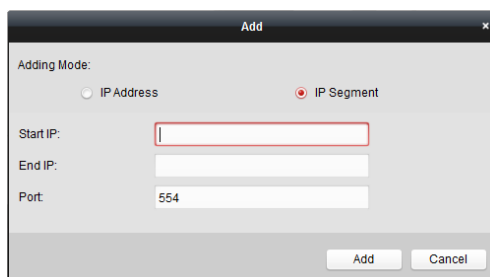 Add
×
Adding Mode:
IP Address IP Segment
Start IP:
End IP:
Port: 554
Add Cancel